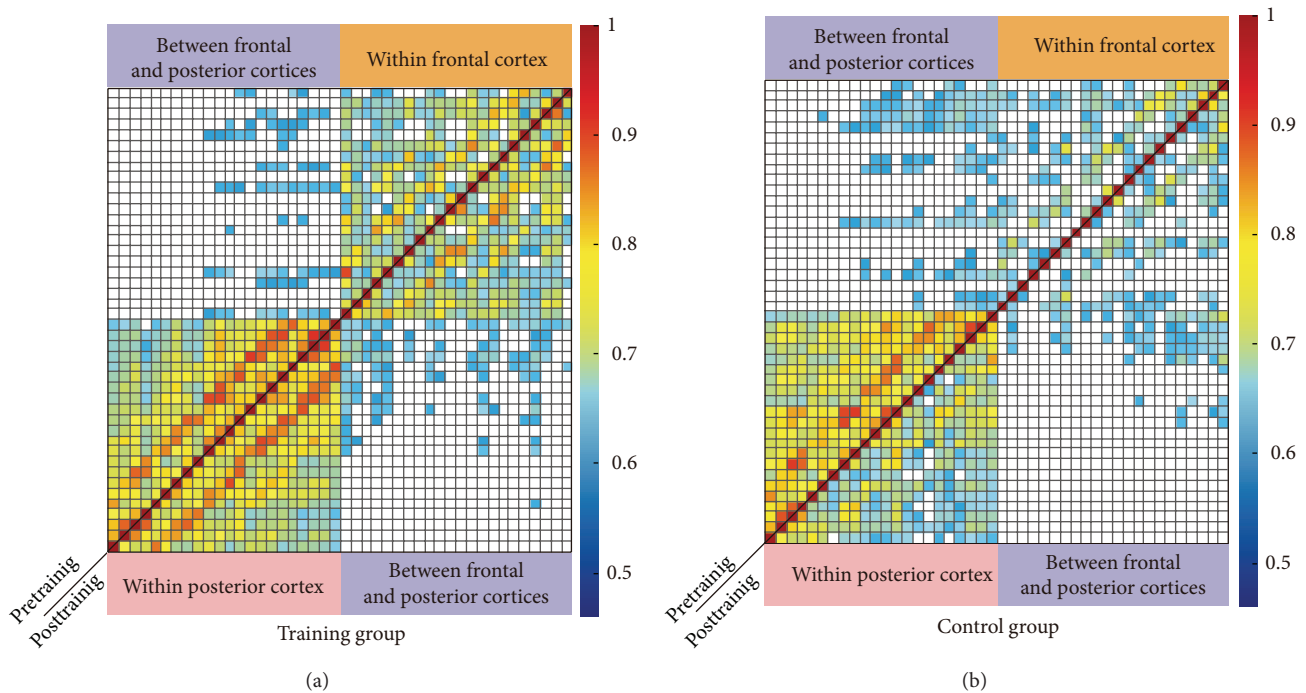 Between frontal
and posterior cortices
Within frontal cortex
1
0.9
0.8
0.7
0.6
0.5
Pretrainig
Posttrainig
Within posterior cortex
Between frontal
and posterior cortices
Training group
(a)
Between frontal
and posterior cortices
Within frontal cortex
1
0.9
0.8
0.7
0.6
0.5
Pretrainig
Posttrainig
Within posterior cortex
Between frontal
and posterior cortices
Control group
(b)